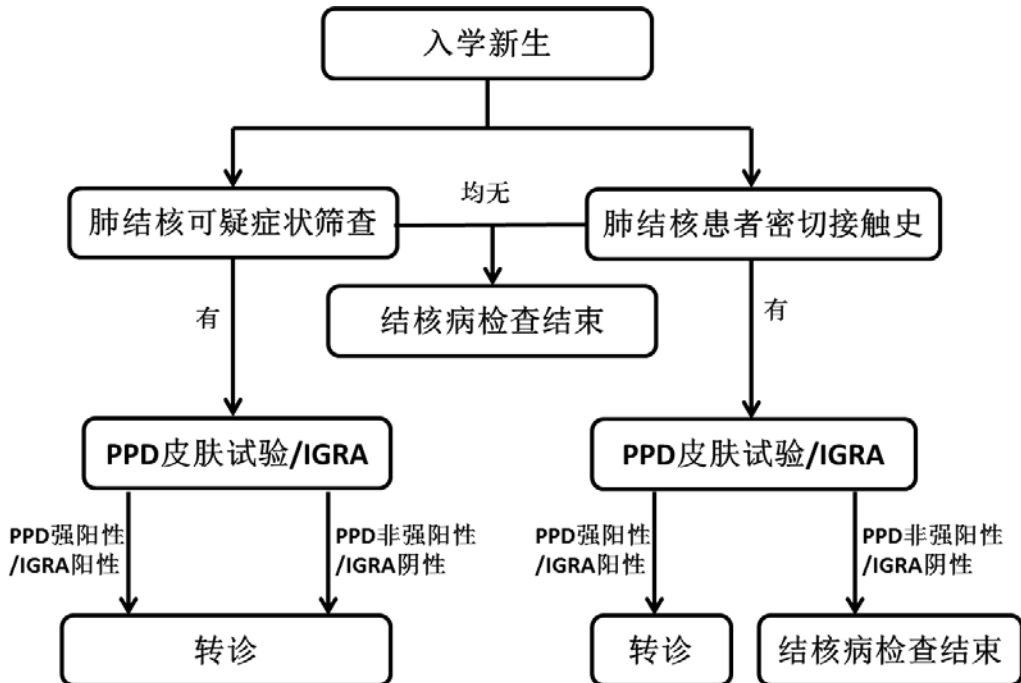 入学新生
均无
肺结核可疑症状筛查
肺结核患者密切接触史
结核病检查结束
有
有
PPD皮肤试验/IGRA
PPD皮肤试验/IGRA
PPD强阳性
/IGRA阳性
PPD非强阳性
/IGRA阴性
PPD强阳性
/IGRA阳性
PPD非强阳性
/IGRA阴性
转诊
转诊
结核病检查结束